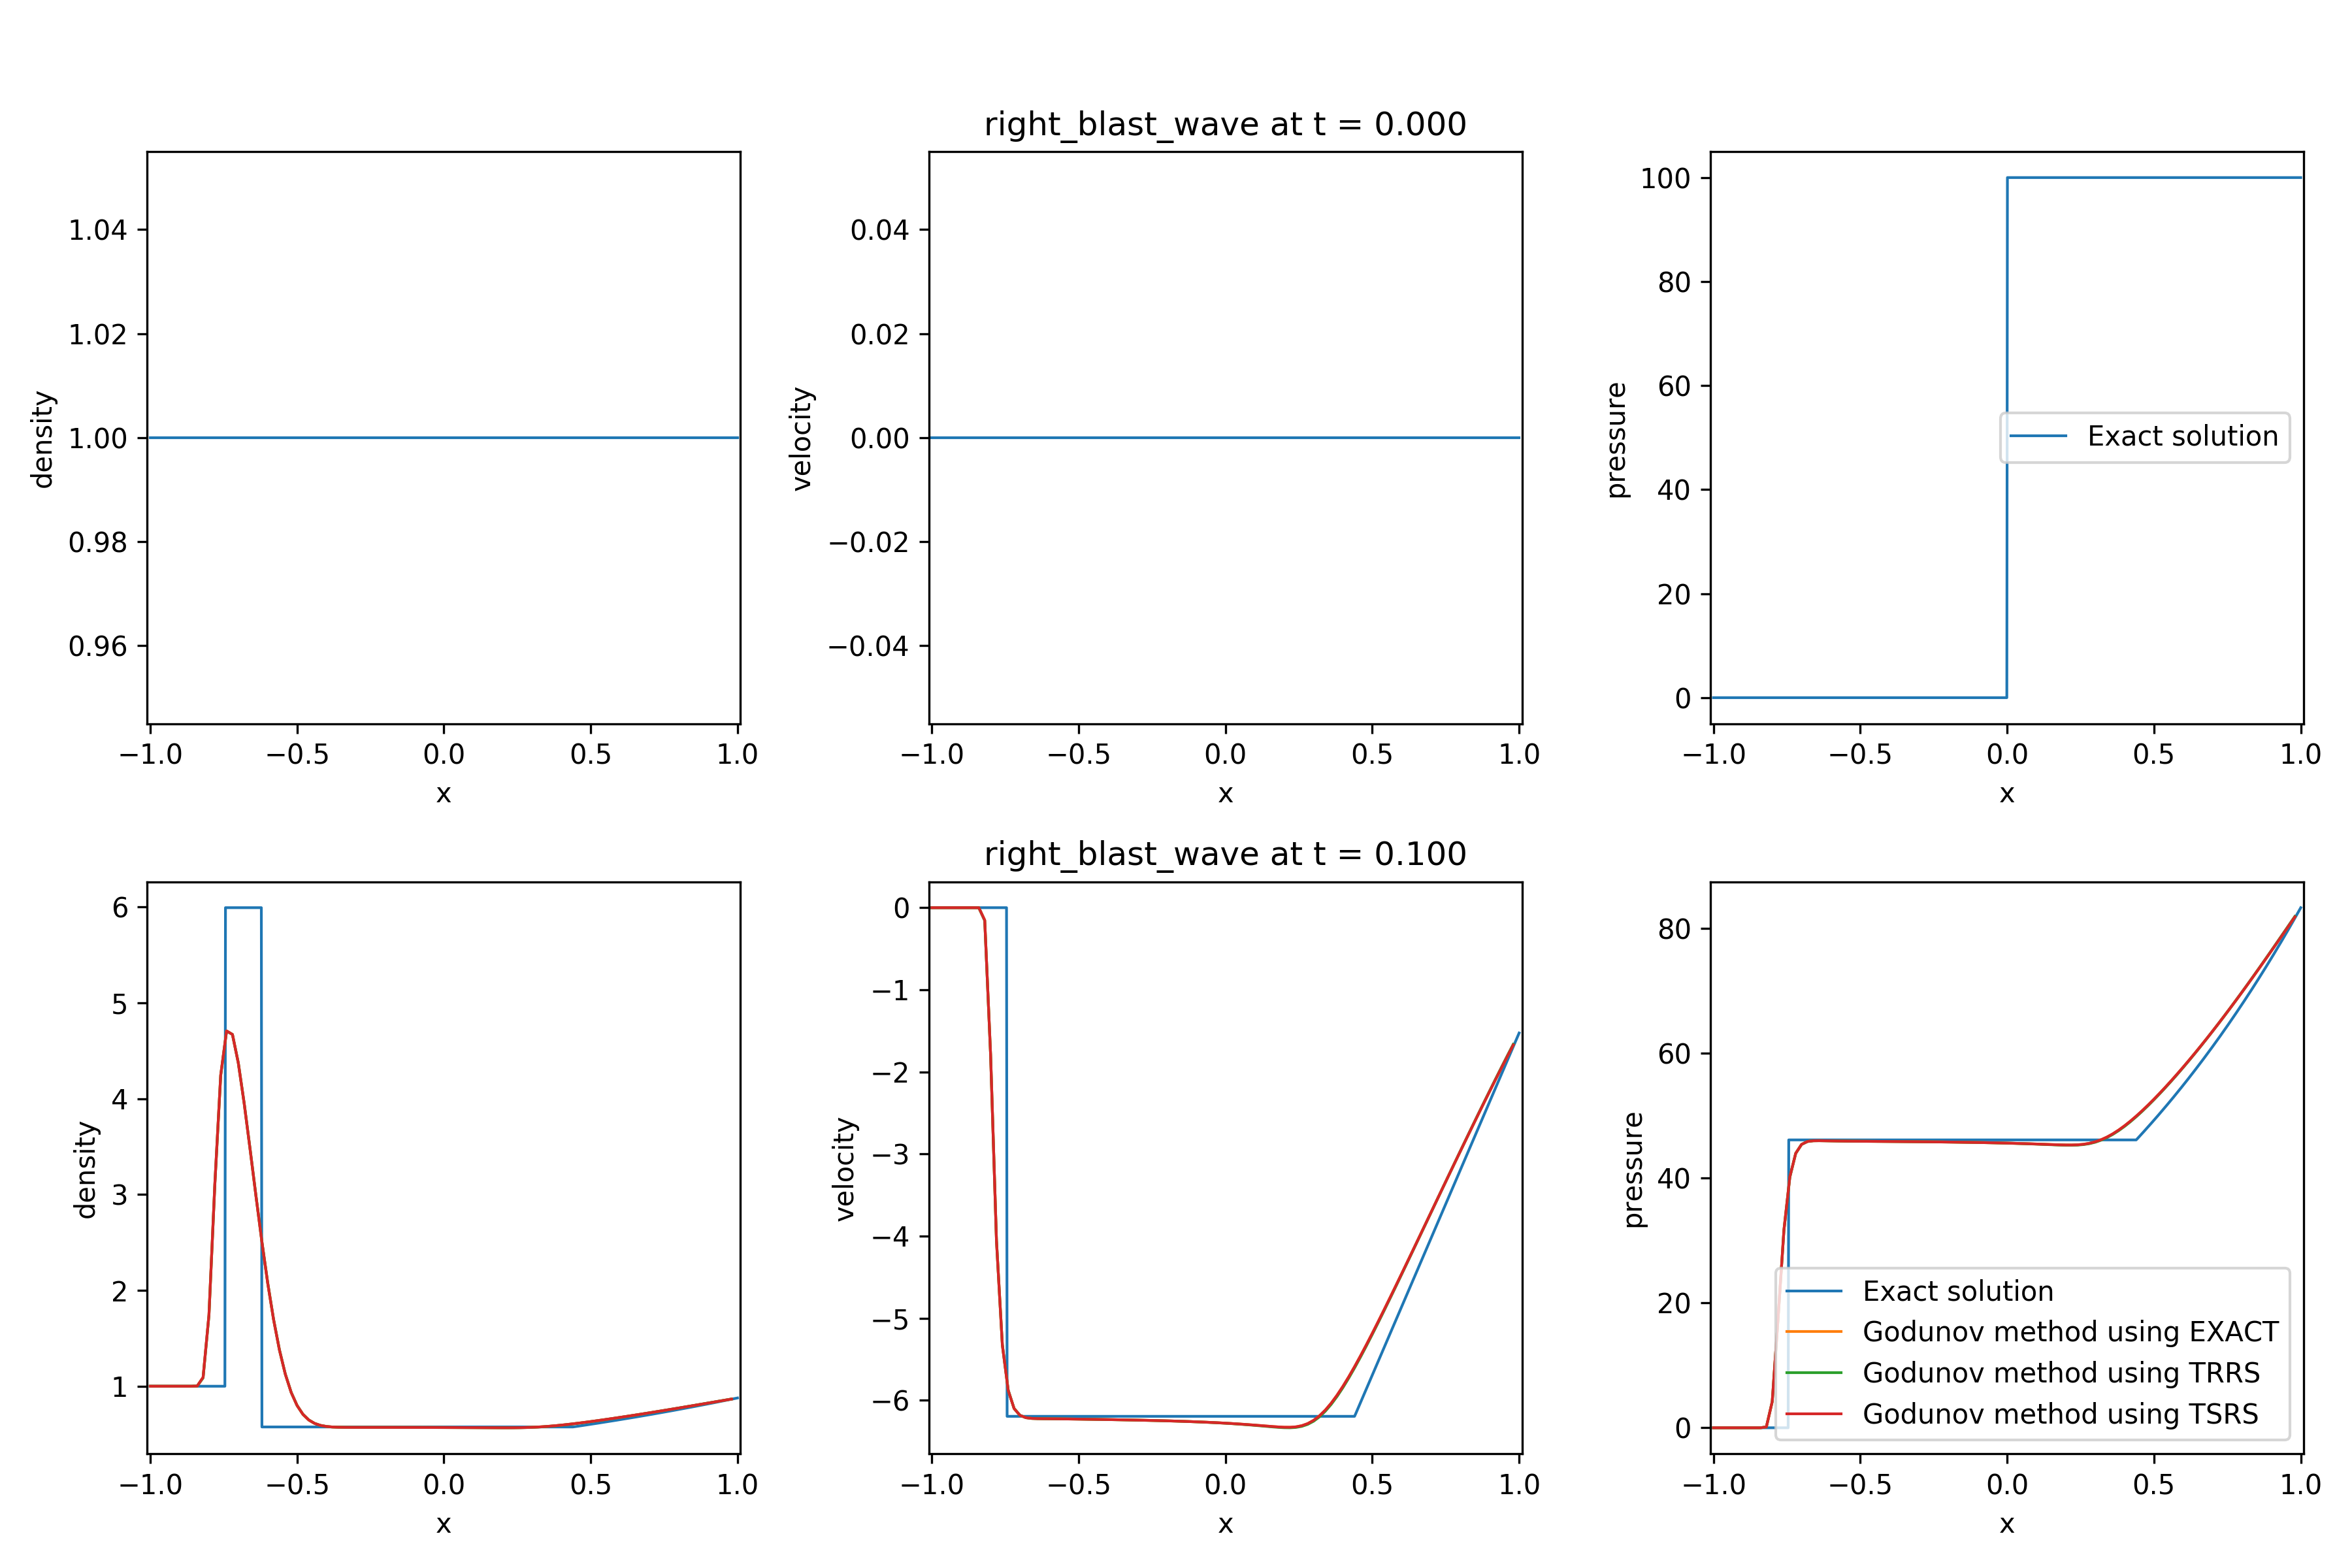 right_blast_wave at t = 0.000
density
1.04
1.02
1.00
0.98
0.96
−1.0 −0.5 0.0 0.5 1.0
x
velocity
0.04
0.02
0.00
−0.02
−0.04
−1.0 −0.5 0.0 0.5 1.0
x
pressure
100
80
60
40
20
0
Exact solution
−1.0 −0.5 0.0 0.5 1.0
x
right_blast_wave at t = 0.100
density
6
5
4
3
2
1
−1.0 −0.5 0.0 0.5 1.0
x
velocity
0
−1
−2
−3
−4
−5
−6
−1.0 −0.5 0.0 0.5 1.0
x
pressure
80
60
40
20
0
Exact solution
Godunov method using EXACT
Godunov method using TRRS
Godunov method using TSRS
−1.0 −0.5 0.0 0.5 1.0
x